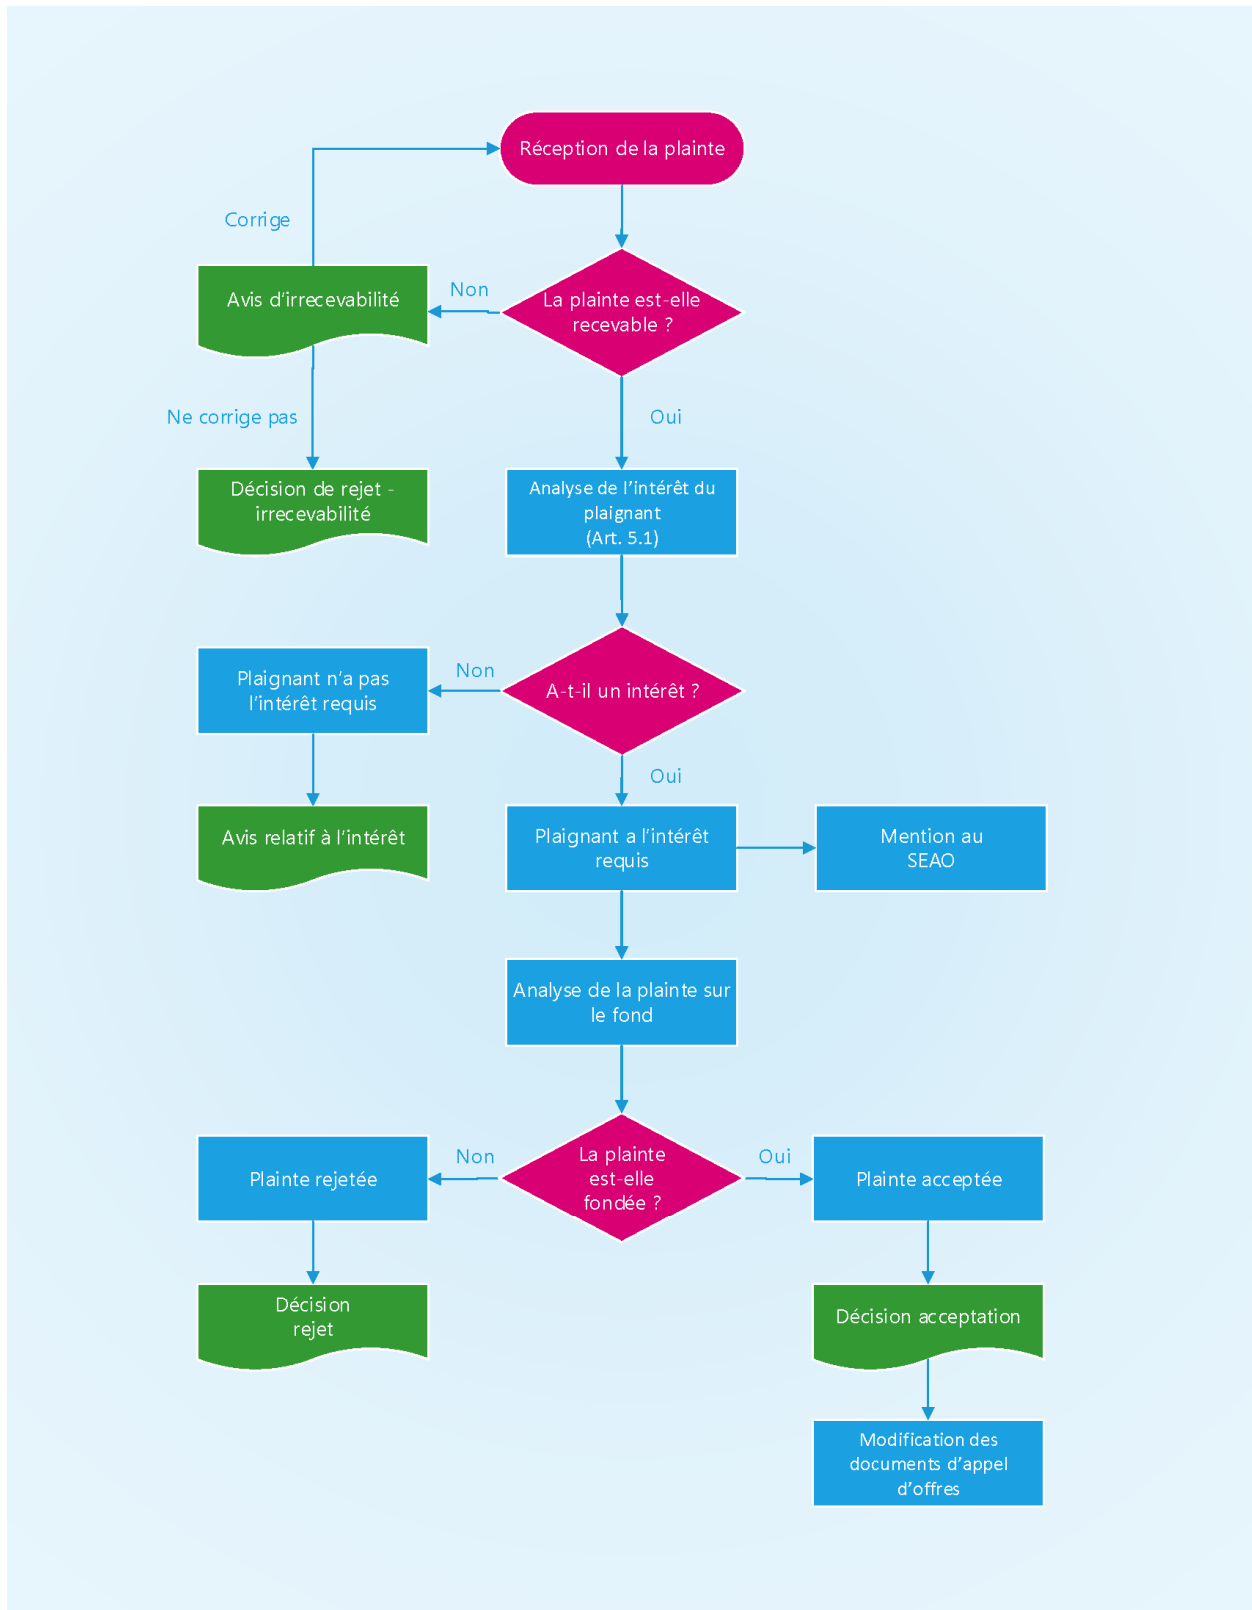 Réception de la plainte
Corrige
Avis d'irrecevabilité
Non
La plainte est-elle
recevable ?
Ne corrige pas
Oui
Décision de rejet -
irrecevabilité
Analyse de l'intérêt du
plaignant
(Art. 5.1)
Plaignant n'a pas
l'intérêt requis
Non
A-t-il un intérêt ?
Oui
Avis relatif à l'intérêt
Plaignant a l'intérêt
requis
Mention au
SEAO
Analyse de la plainte sur
le fond
Plainte rejetée
Non
La plainte
est-elle
fondée ?
Oui
Plainte acceptée
Décision
rejet
Décision acceptation
Modification des
documents d'appel
d'offres